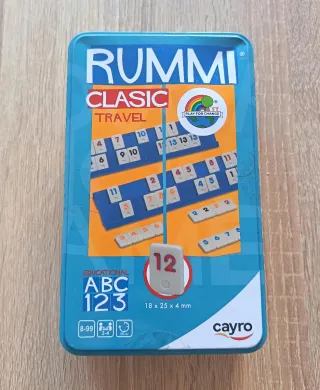 RUMMI®
CLASIC
TRAVEL
PLAY FOR CHANGE
12
EDUCATIONAL
ABC
123
18 x 25 x 4 mm
8-99
2-4
cayro